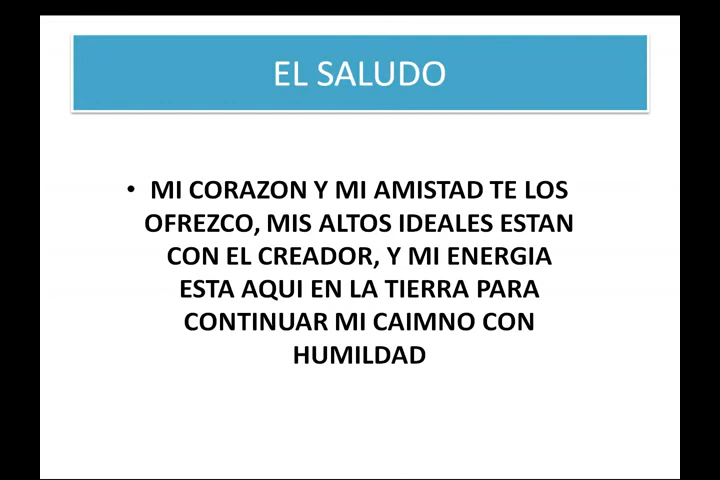 EL SALUDO
• MI CORAZON Y MI AMISTAD TE LOS
OFREZCO, MIS ALTOS IDEALES ESTAN
CON EL CREADOR, Y MI ENERGIA
ESTA AQUI EN LA TIERRA PARA
CONTINUAR MI CAIMNO CON
HUMILDAD